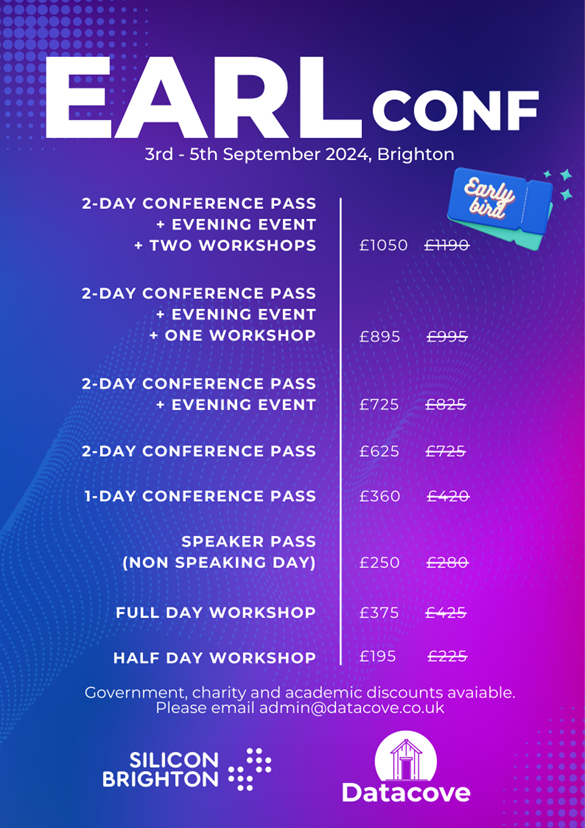 EARL CONF
3rd - 5th September 2024, Brighton
Early
bird
2-DAY CONFERENCE PASS
+ EVENING EVENT
+ TWO WORKSHOPS £1050 £1190
2-DAY CONFERENCE PASS
+ EVENING EVENT
+ ONE WORKSHOP £895 £995
2-DAY CONFERENCE PASS
+ EVENING EVENT £725 £825
2-DAY CONFERENCE PASS £625 £725
1-DAY CONFERENCE PASS £360 £420
SPEAKER PASS
(NON SPEAKING DAY) £250 £280
FULL DAY WORKSHOP £375 £425
HALF DAY WORKSHOP £195 £225
Government, charity and academic discounts avaiable.
Please email admin@datacove.co.uk
SILICON
BRIGHTON
Datacove